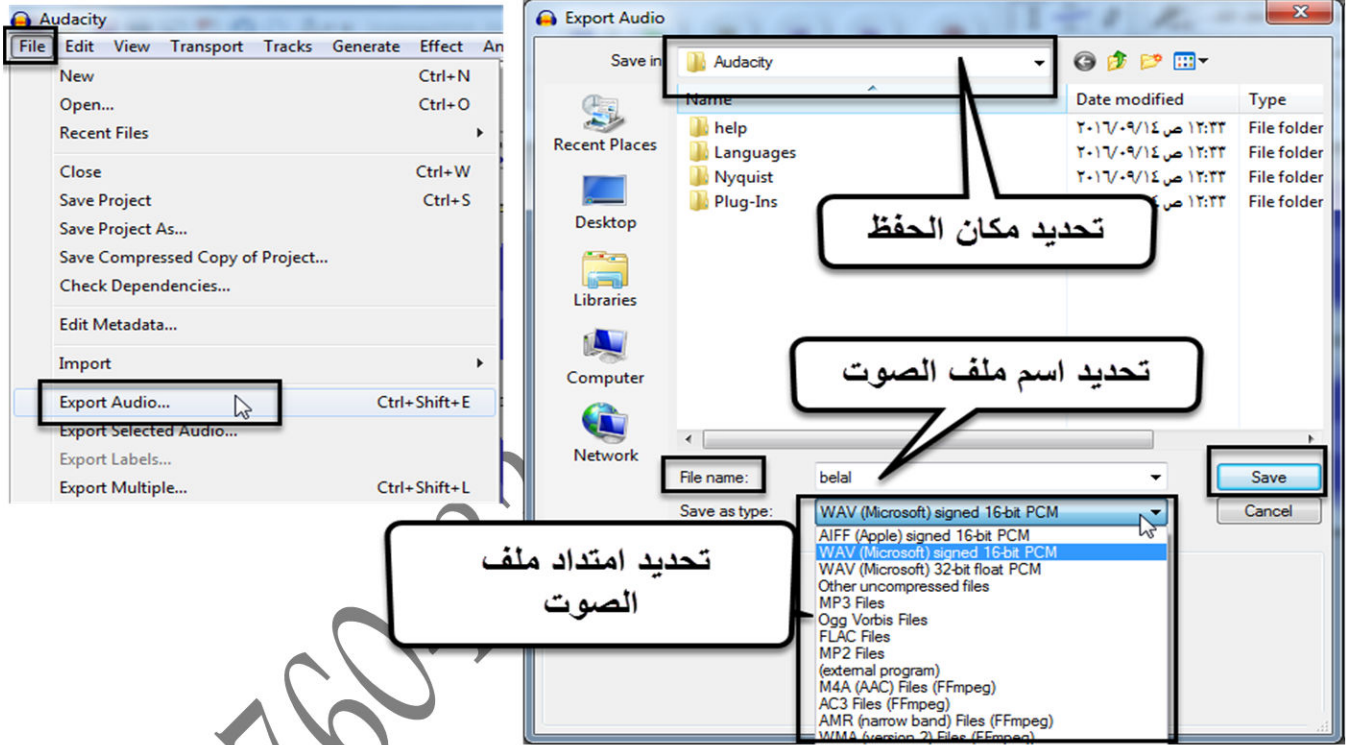 Audacity
File Edit View Transport Tracks Generate Effect An
New Ctrl+N
Open... Ctrl+O
Recent Files
Close Ctrl+W
Save Project Ctrl+S
Save Project As...
Save Compressed Copy of Project...
Check Dependencies...
Edit Metadata...
Import
Export Audio... Ctrl+Shift+E
Export Selected Audio...
Export Labels...
Export Multiple... Ctrl+Shift+L
Export Audio
Save in Audacity
Name Date modified Type
help ١٢:٣٣ ص ٢٠١٦/٠٩/١٤ File folder
Languages ١٢:٣٣ ص ٢٠١٦/٠٩/١٤ File folder
Nyquist ١٢:٣٣ ص ٢٠١٦/٠٩/١٤ File folder
Plug-Ins ١٢:٣٣ ص File folder
Recent Places
Desktop
Libraries
Computer
Network
تحديد مكان الحفظ
تحديد اسم ملف الصوت
File name: belal Save
Save as type: WAV (Microsoft) signed 16-bit PCM Cancel
AIFF (Apple) signed 16-bit PCM
WAV (Microsoft) signed 16-bit PCM
WAV (Microsoft) 32-bit float PCM
Other uncompressed files
MP3 Files
Ogg Vorbis Files
FLAC Files
MP2 Files
(external program)
M4A (AAC) Files (FFmpeg)
AC3 Files (FFmpeg)
AMR (narrow band) Files (FFmpeg)
WMA (version 2) Files (FFmpeg)
تحديد امتداد ملف
الصوت